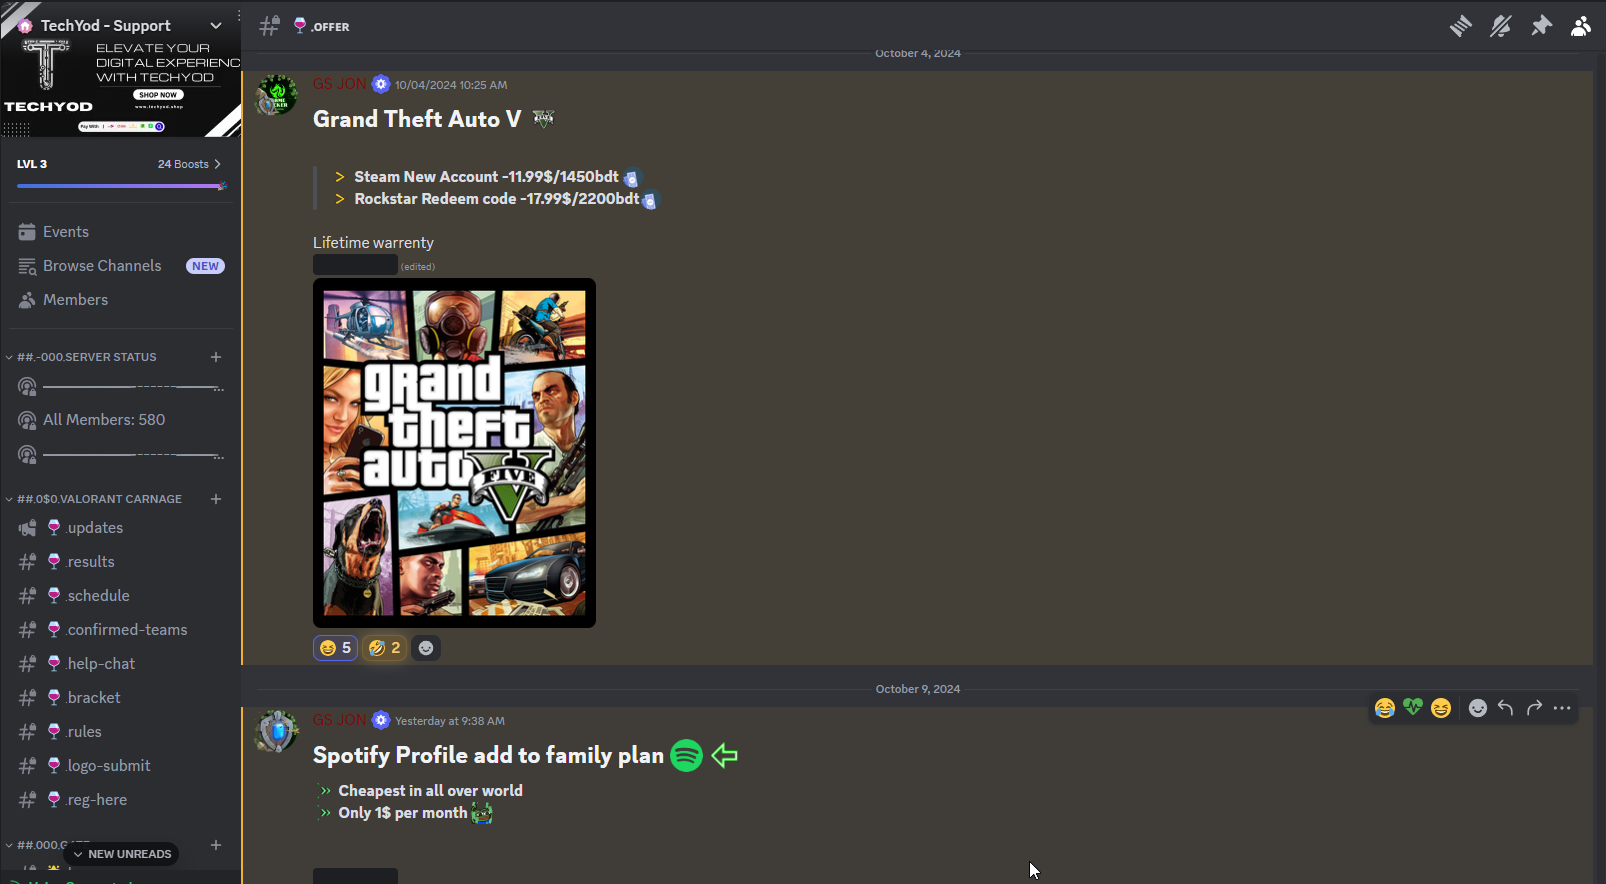 TechYod - Support
ELEVATE YOUR
DIGITAL EXPERIENC
WITH TECHYOD
SHOP NOW
www.techyod.shop
TECHYOD
Pay With
LVL 3
24 Boosts
Events
Browse Channels
NEW
Members
##.-000.SERVER STATUS
All Members: 580
##.0$0.VALORANT CARNAGE
.updates
.results
.schedule
.confirmed-teams
.help-chat
.bracket
.rules
.logo-submit
.reg-here
NEW UNREADS
.OFFER
October 4, 2024
GS JON 10/04/2024 10:25 AM
Grand Theft Auto V
> Steam New Account -11.99$/1450bdt
> Rockstar Redeem code -17.99$/2200bdt
Lifetime warrenty
(edited)
grand
theft
auto V
FIVE
5
2
October 9, 2024
GS JON Yesterday at 9:38 AM
Spotify Profile add to family plan
Cheapest in all over world
Only 1$ per month